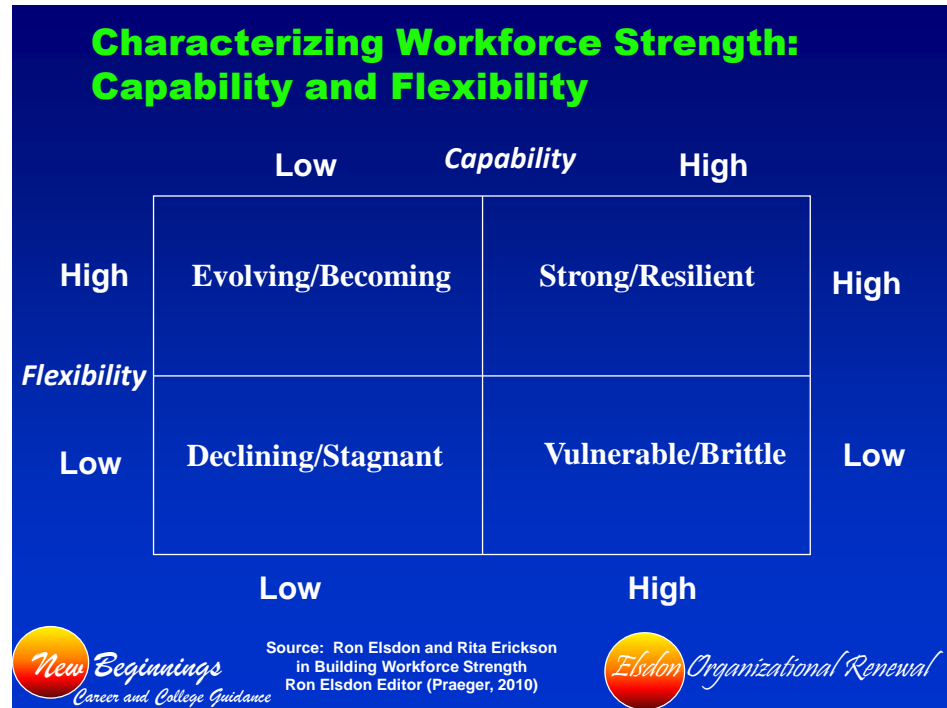 Characterizing Workforce Strength:
Capability and Flexibility
Low Capability High
High Evolving/Becoming Strong/Resilient High
Flexibility
Low Declining/Stagnant Vulnerable/Brittle Low
Low High
New Beginnings
Career and College Guidance
Source: Ron Elsdon and Rita Erickson
in Building Workforce Strength
Ron Elsdon Editor (Praeger, 2010)
Elsdon Organizational Renewal